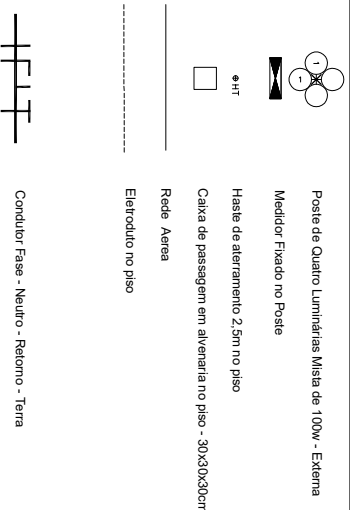 Poste de Quatro Luminárias Mista de 100w - Externa
Medidor Fixado no Poste
HT
Haste de aterramento 2,5m no piso
Caixa de passagem em alvenaria no piso - 30x30x30cm
Rede Aerea
Eletroduto no piso
Condutor Fase - Neutro - Retorno - Terra